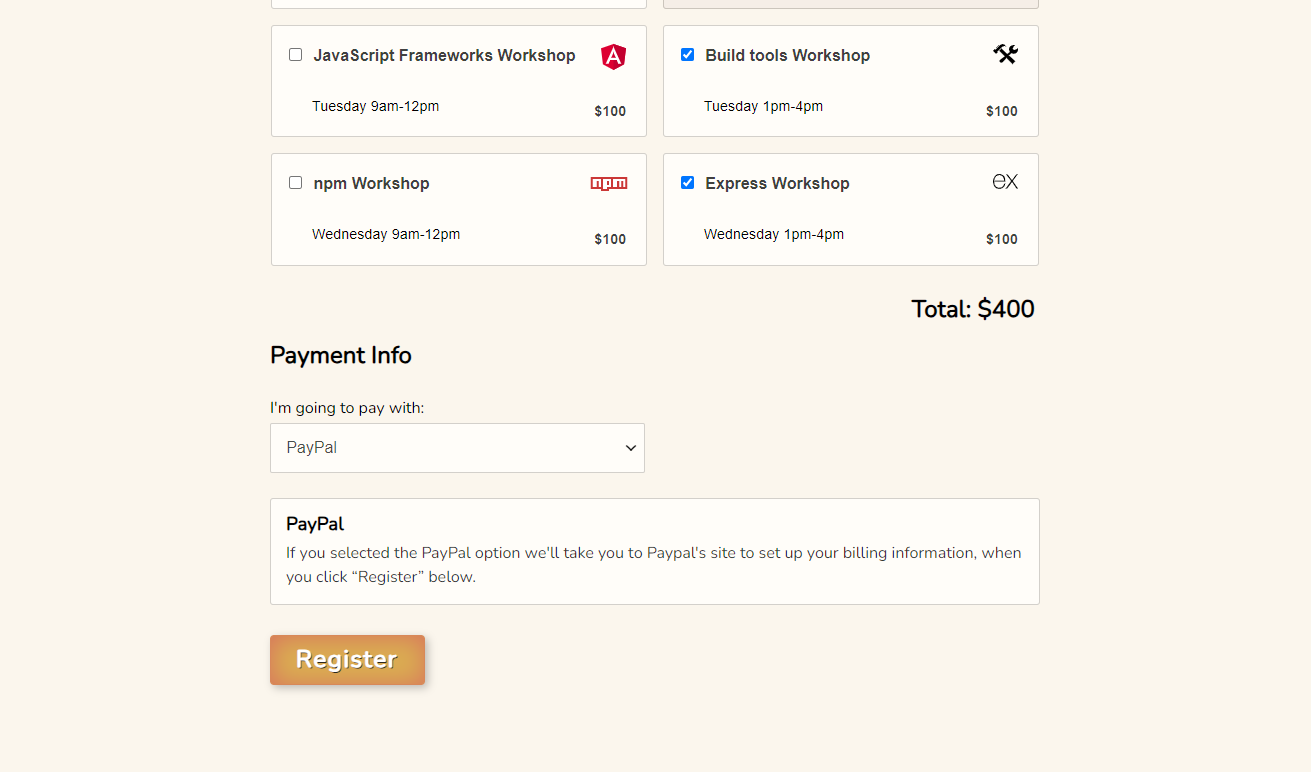 JavaScript Frameworks Workshop
Tuesday 9am-12pm
$100
Build tools Workshop
Tuesday 1pm-4pm
$100
npm Workshop
npm
Wednesday 9am-12pm
$100
Express Workshop
ex
Wednesday 1pm-4pm
$100
Total: $400
Payment Info
I'm going to pay with:
PayPal
PayPal
If you selected the PayPal option we'll take you to Paypal's site to set up your billing information, when
you click “Register” below.
Register